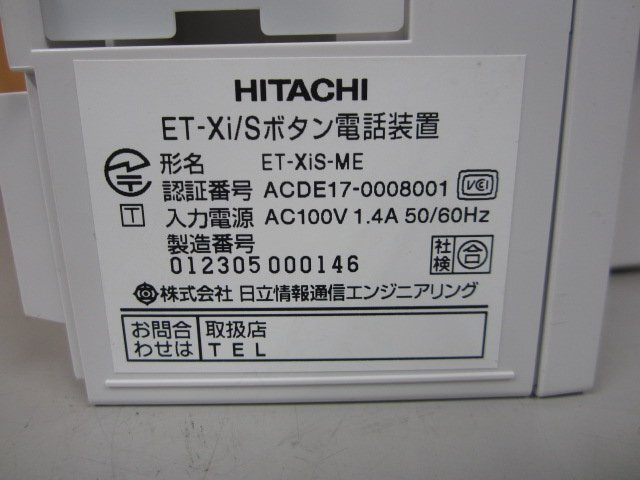 HITACHI
ET-Xi/Sボタン電話装置
形名 ET-XiS-ME
認証番号 ACDE17-0008001 VCI
T 入力電源 AC100V 1.4A 50/60Hz
製造番号
012305000146
社検 合
株式会社 日立情報通信エンジニアリング
お問合わせは
取扱店
TEL